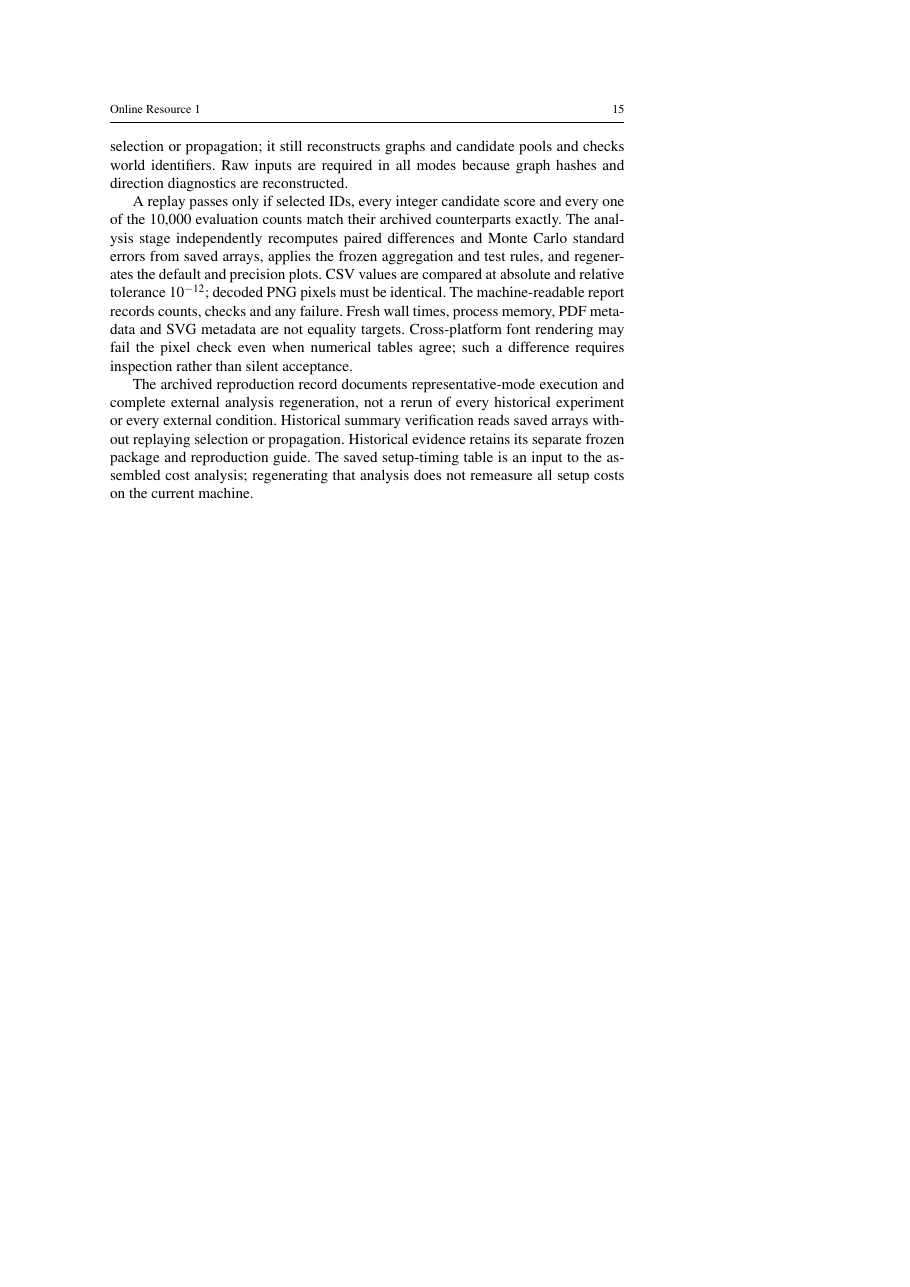 Online Resource 1 15
selection or propagation; it still reconstructs graphs and candidate pools and checks
world identifiers. Raw inputs are required in all modes because graph hashes and
direction diagnostics are reconstructed.
A replay passes only if selected IDs, every integer candidate score and every one
of the 10,000 evaluation counts match their archived counterparts exactly. The anal-
ysis stage independently recomputes paired differences and Monte Carlo standard
errors from saved arrays, applies the frozen aggregation and test rules, and regener-
ates the default and precision plots. CSV values are compared at absolute and relative
tolerance 10⁻¹²; decoded PNG pixels must be identical. The machine-readable report
records counts, checks and any failure. Fresh wall times, process memory, PDF meta-
data and SVG metadata are not equality targets. Cross-platform font rendering may
fail the pixel check even when numerical tables agree; such a difference requires
inspection rather than silent acceptance.
The archived reproduction record documents representative-mode execution and
complete external analysis regeneration, not a rerun of every historical experiment
or every external condition. Historical summary verification reads saved arrays with-
out replaying selection or propagation. Historical evidence retains its separate frozen
package and reproduction guide. The saved setup-timing table is an input to the as-
sembled cost analysis; regenerating that analysis does not remeasure all setup costs
on the current machine.